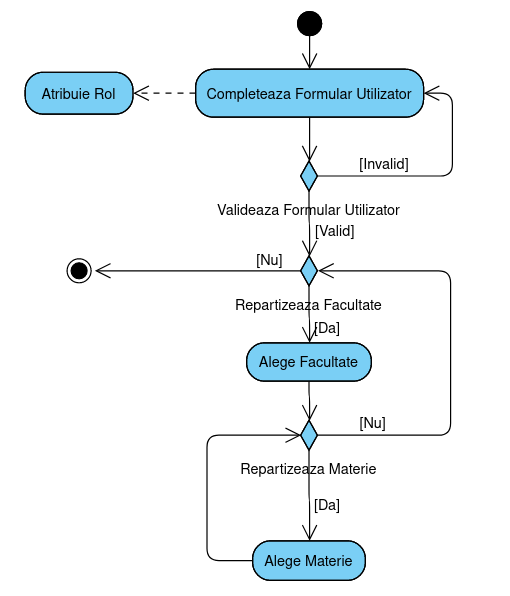 Atribuie Rol
Completeaza Formular Utilizator
[Invalid]
Valideaza Formular Utilizator
[Valid]
[Nu]
Repartizeaza Facultate
[Da]
Alege Facultate
[Nu]
Repartizeaza Materie
[Da]
Alege Materie